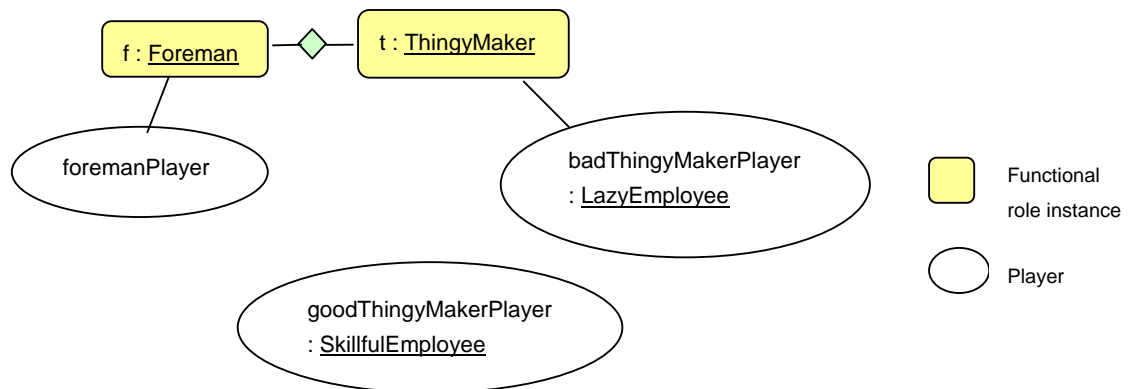 f : Foreman
t : ThingyMaker
foremanPlayer
badThingyMakerPlayer
: LazyEmployee
goodThingyMakerPlayer
: SkillfulEmployee
Functional
role instance
Player